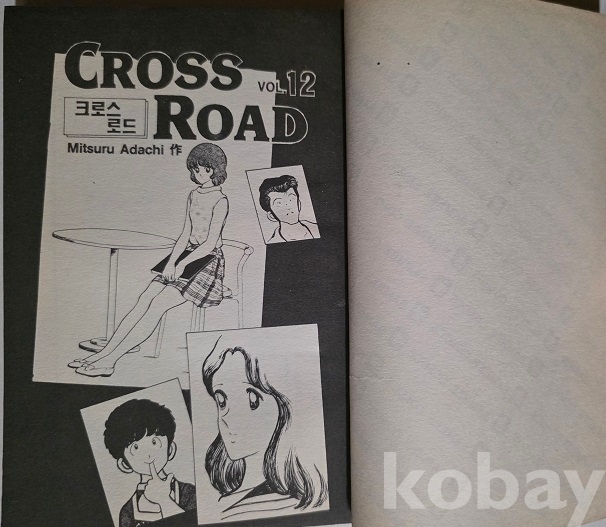 CROSS
VOL.12
크로스
로드
ROAD
Mitsuru Adachi 作
kobay